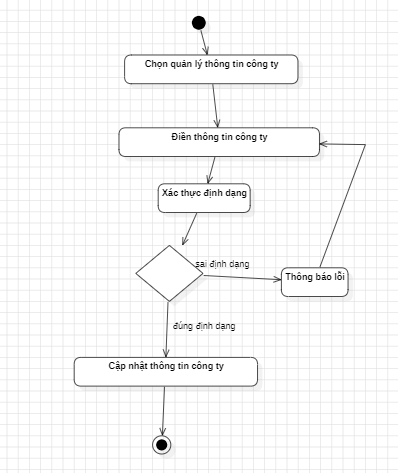 Chọn quản lý thông tin công ty
Điền thông tin công ty
Xác thực định dạng
sai định dạng
Thông báo lỗi
đúng định dạng
Cập nhật thông tin công ty